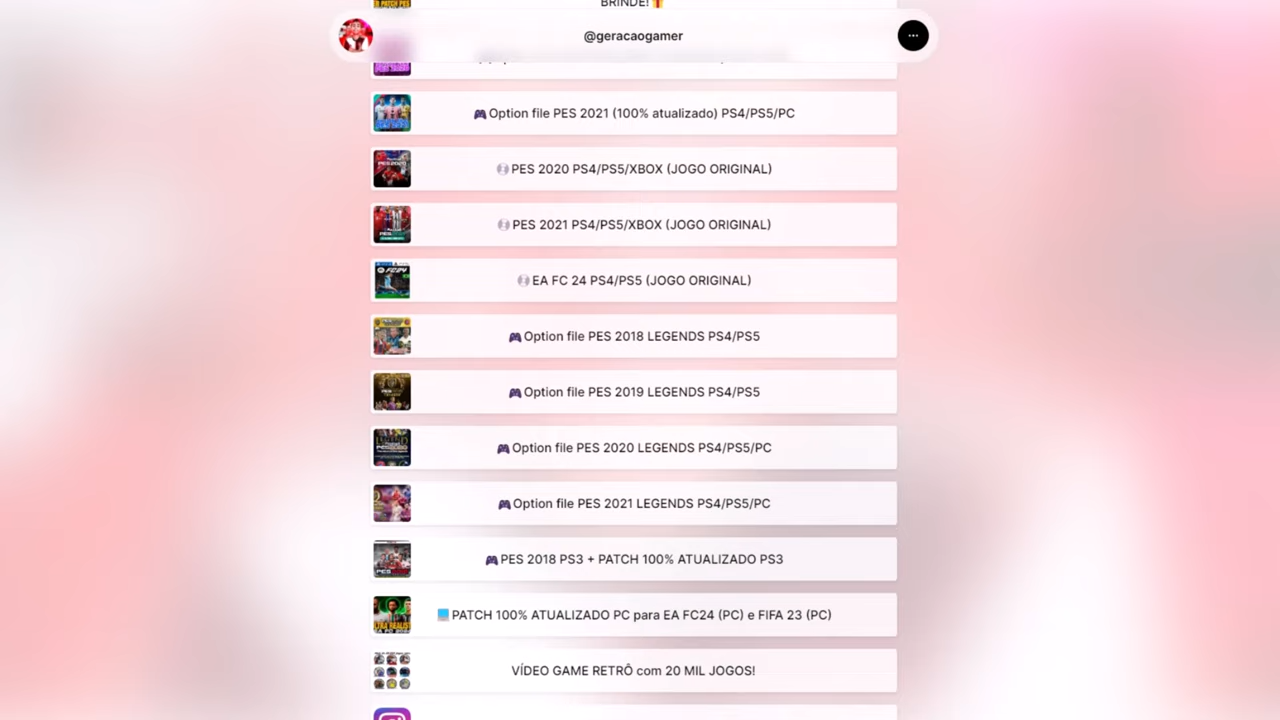 BRINDE!🎁
@geracaogamer
🎮Option file PES 2021 (100% atualizado) PS4/PS5/PC
PES 2020 PS4/PS5/XBOX (JOGO ORIGINAL)
PES 2021 PS4/PS5/XBOX (JOGO ORIGINAL)
EA FC 24 PS4/PS5 (JOGO ORIGINAL)
🎮Option file PES 2018 LEGENDS PS4/PS5
🎮Option file PES 2019 LEGENDS PS4/PS5
🎮Option file PES 2020 LEGENDS PS4/PS5/PC
🎮Option file PES 2021 LEGENDS PS4/PS5/PC
🎮PES 2018 PS3 + PATCH 100% ATUALIZADO PS3
PATCH 100% ATUALIZADO PC para EA FC24 (PC) e FIFA 23 (PC)
VÍDEO GAME RETRÔ com 20 MIL JOGOS!